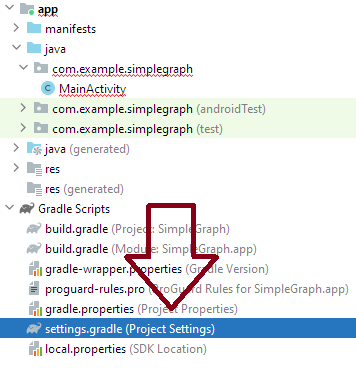 app
manifests
java
com.example.simplegraph
MainActivity
com.example.simplegraph (androidTest)
com.example.simplegraph (test)
java (generated)
res
res (generated)
Gradle Scripts
build.gradle (Project: SimpleGraph)
build.gradle (Module: SimpleGraph.app)
gradle-wrapper.properties (Gradle Version)
proguard-rules.pro (ProGuard Rules for SimpleGraph.app)
gradle.properties (Project Properties)
settings.gradle (Project Settings)
local.properties (SDK Location)